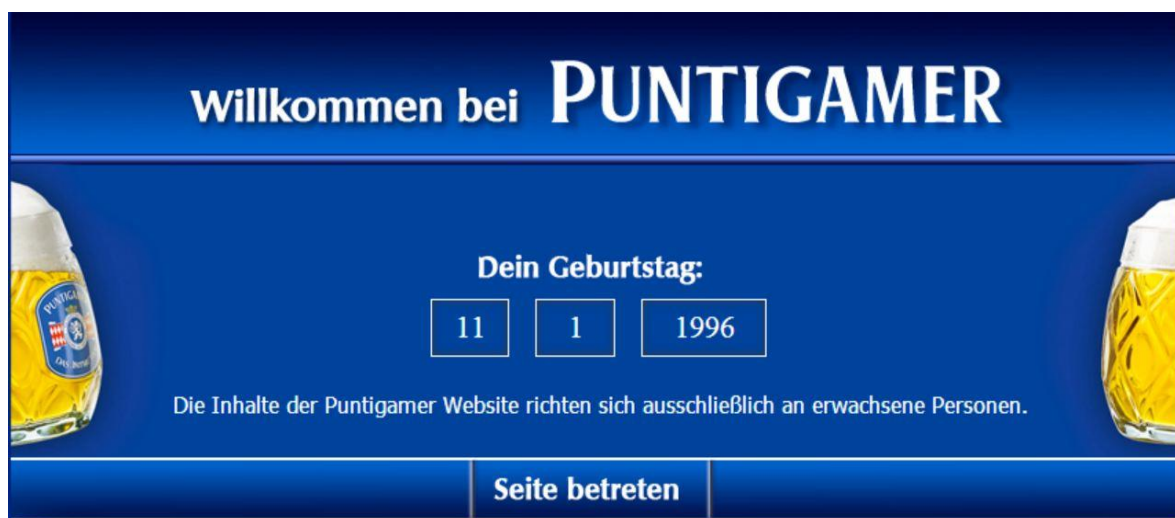 Willkommen bei PUNTIGAMER
Dein Geburtstag:
11 1 1996
Die Inhalte der Puntigamer Website richten sich ausschließlich an erwachsene Personen.
Seite betreten